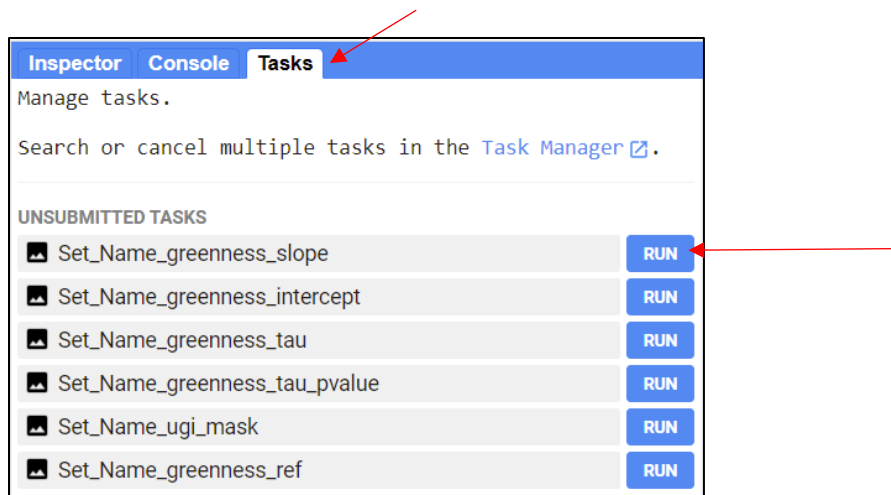 Inspector Console Tasks
Manage tasks.
Search or cancel multiple tasks in the Task Manager.
UNSUBMITTED TASKS
Set_Name_greenness_slope RUN
Set_Name_greenness_intercept RUN
Set_Name_greenness_tau RUN
Set_Name_greenness_tau_pvalue RUN
Set_Name_ugi_mask RUN
Set_Name_greenness_ref RUN